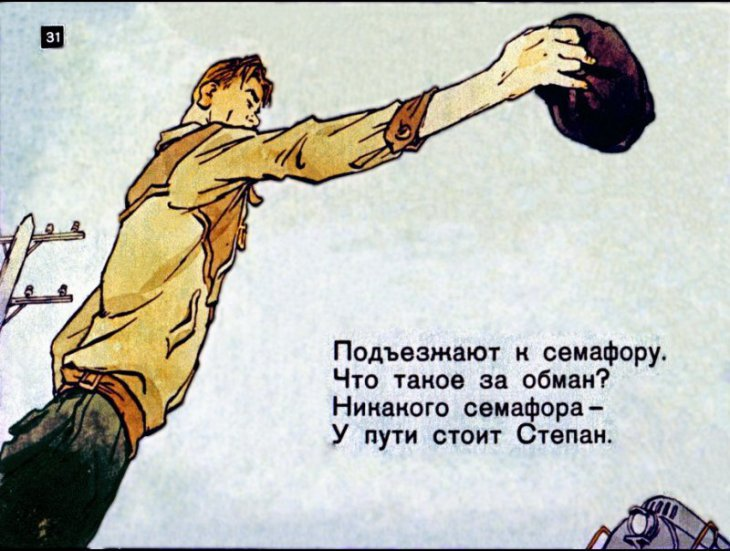 31
Подъезжают к семафору.
Что такое за обман?
Никакого семафора –
У пути стоит Степан.